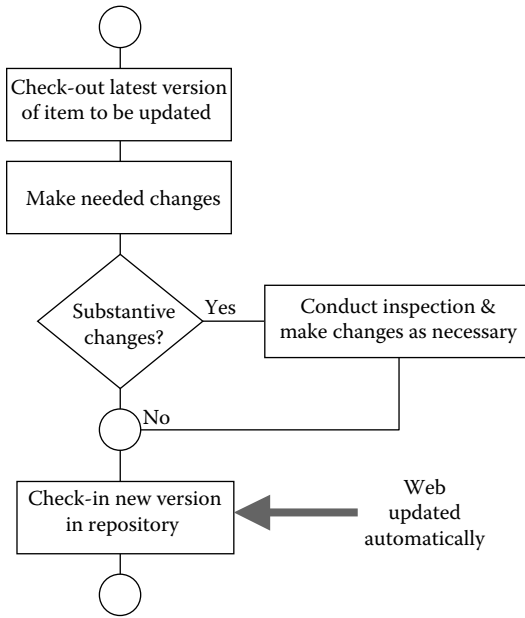 Check-out latest version
of item to be updated
Make needed changes
Substantive
changes?
Yes
Conduct inspection &
make changes as necessary
No
Check-in new version
in repository
Web
updated
automatically